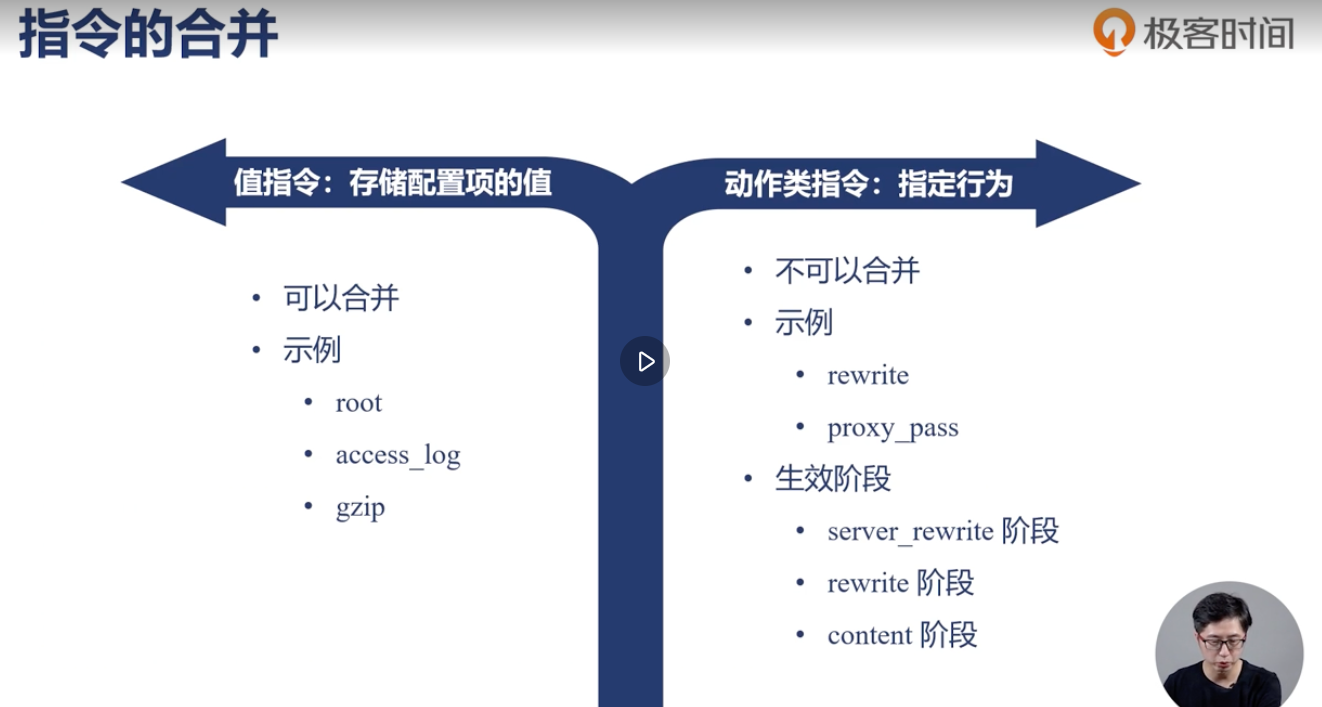 指令的合并
极客时间
值指令：存储配置项的值
动作类指令：指定行为
• 可以合并
• 示例
• root
• access_log
• gzip
• 不可以合并
• 示例
• rewrite
• proxy_pass
• 生效阶段
• server_rewrite 阶段
• rewrite 阶段
• content 阶段